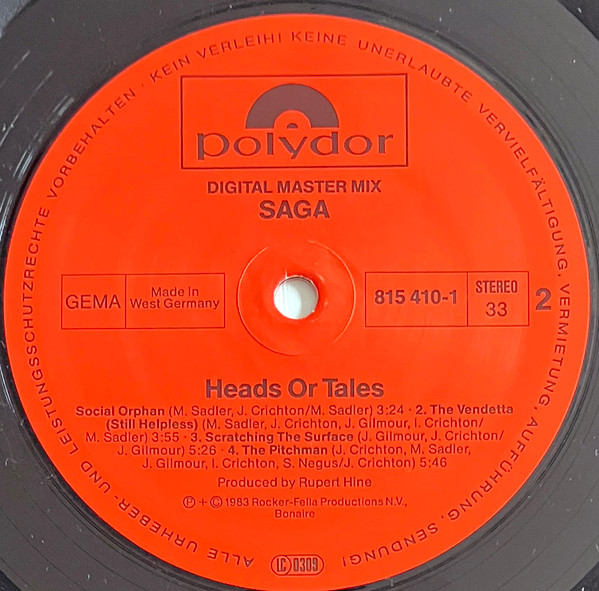 ALLE URHEBER- UND LEISTUNGSSCHUTZRECHTE VORBEHALTEN · KEIN VERLEIH! KEINE UNERLAUBTE VERVIELFÄLTIGUNG, VERMIETUNG, AUFFÜHRUNG, SENDUNG!
polydor
DIGITAL MASTER MIX
SAGA
GEMA
Made in
West Germany
815 410-1
STEREO
33
2
Heads Or Tales
Social Orphan (M. Sadler, J. Crichton/M. Sadler) 3:24 · 2. The Vendetta
(Still Helpless) (M. Sadler, J. Crichton, J. Gilmour, I. Crichton/
M. Sadler) 3:55 · 3. Scratching The Surface (J. Gilmour, J. Crichton/
J. Gilmour) 5:26 · 4. The Pitchman (J. Crichton, M. Sadler,
J. Gilmour, I. Crichton, S. Negus/J. Crichton) 5:46
Produced by Rupert Hine
Ⓟ + © 1983 Rocker-Fella Productions N.V.,
Bonaire
LC 0309